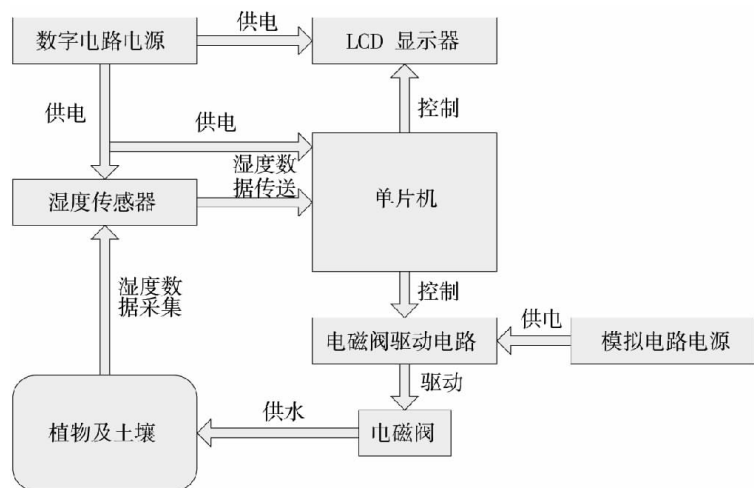 数字电路电源
供电
LCD 显示器
供电
控制
供电
湿度数
据传送
单片机
湿度传感器
湿度数
据采集
控制
供电
电磁阀驱动电路
模拟电路电源
驱动
供水
植物及土壤
电磁阀